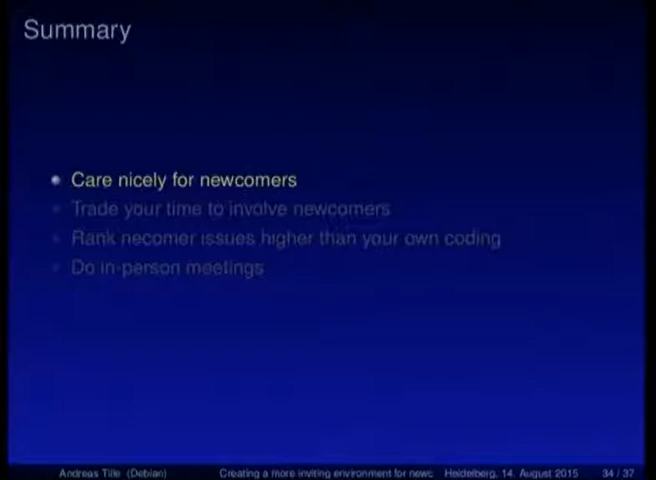 Summary
Care nicely for newcomers
Trade your time to involve newcomers
Rank necomer issues higher than your own coding
Do in-person meetings
Andreas Tille (Debian) Creating a more inviting environment for newc Heidelberg, 14. August 2015 34 / 37